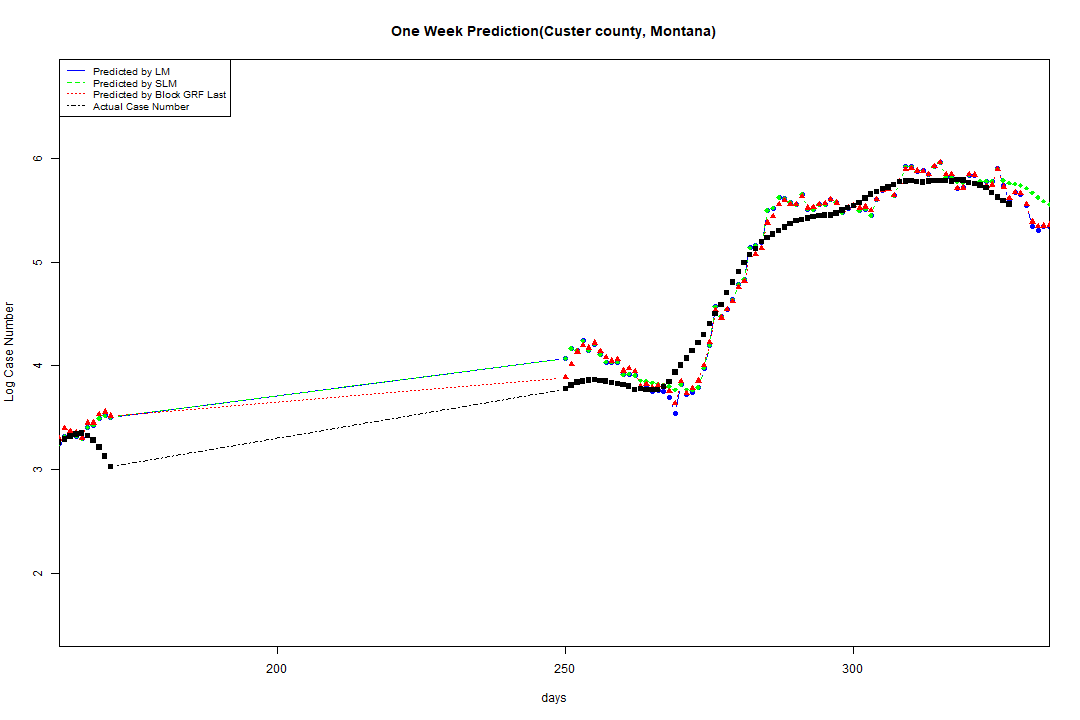 One Week Prediction(Custer county, Montana)
Predicted by LM
Predicted by SLM
Predicted by Block GRF Last
Actual Case Number
6
5
4
3
2
Log Case Number
200 250 300
days